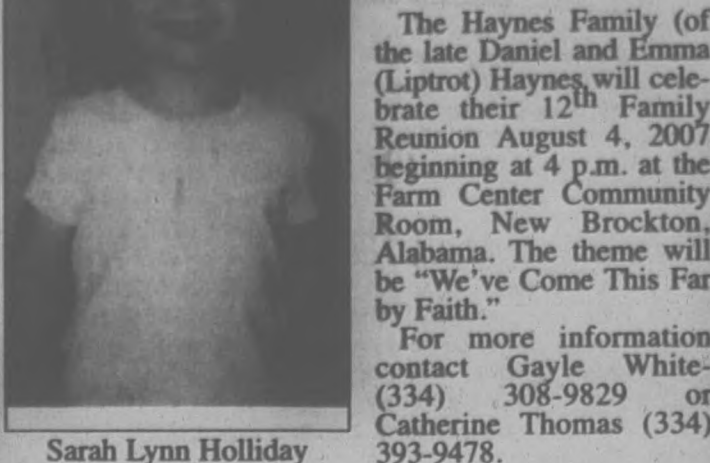 The Haynes Family (of
the late Daniel and Emma
(Liptrot) Haynes will cele-
brate their 12th Family
Reunion August 4, 2007
beginning at 4 p.m. at the
Farm Center Community
Room, New Brockton,
Alabama. The theme will
be “We’ve Come This Far
by Faith.”
For more information
contact Gayle White-
(334) 308-9829 or
Catherine Thomas (334)
393-9478.
Sarah Lynn Holliday